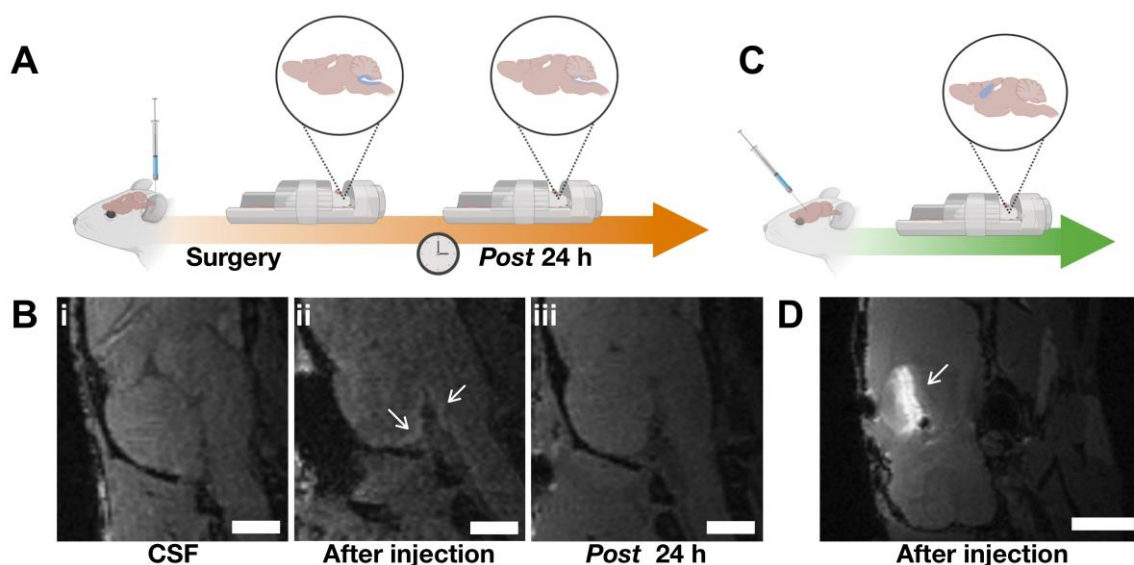 A
C
Surgery
Post 24 h
B
i
ii
iii
D
CSF
After injection
Post 24 h
After injection